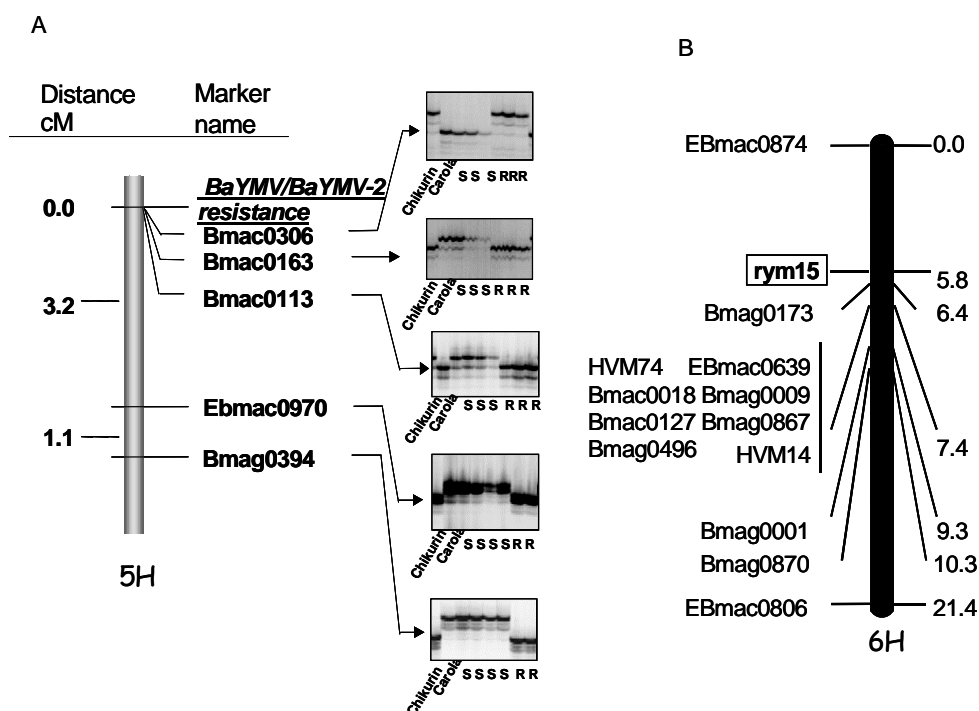 A
Distance
cM
Marker
name
BaYMV/BaYMV-2
resistance
0.0
Bmac0306
Bmac0163
Bmac0113
3.2
Ebmac0970
1.1
Bmag0394
5H
Chikurin
Carola
S S S R R R
Chikurin
Carola
S S S R R R
Chikurin
Carola
S S S R R R
Chikurin
Carola
S S S S R R
Chikurin
Carola
S S S S R R
B
EBmac0874
0.0
rym15
5.8
Bmag0173
6.4
HVM74 EBmac0639
Bmac0018 Bmag0009
Bmac0127 Bmag0867
Bmag0496 HVM14
7.4
Bmag0001
9.3
Bmag0870
10.3
EBmac0806
21.4
6H